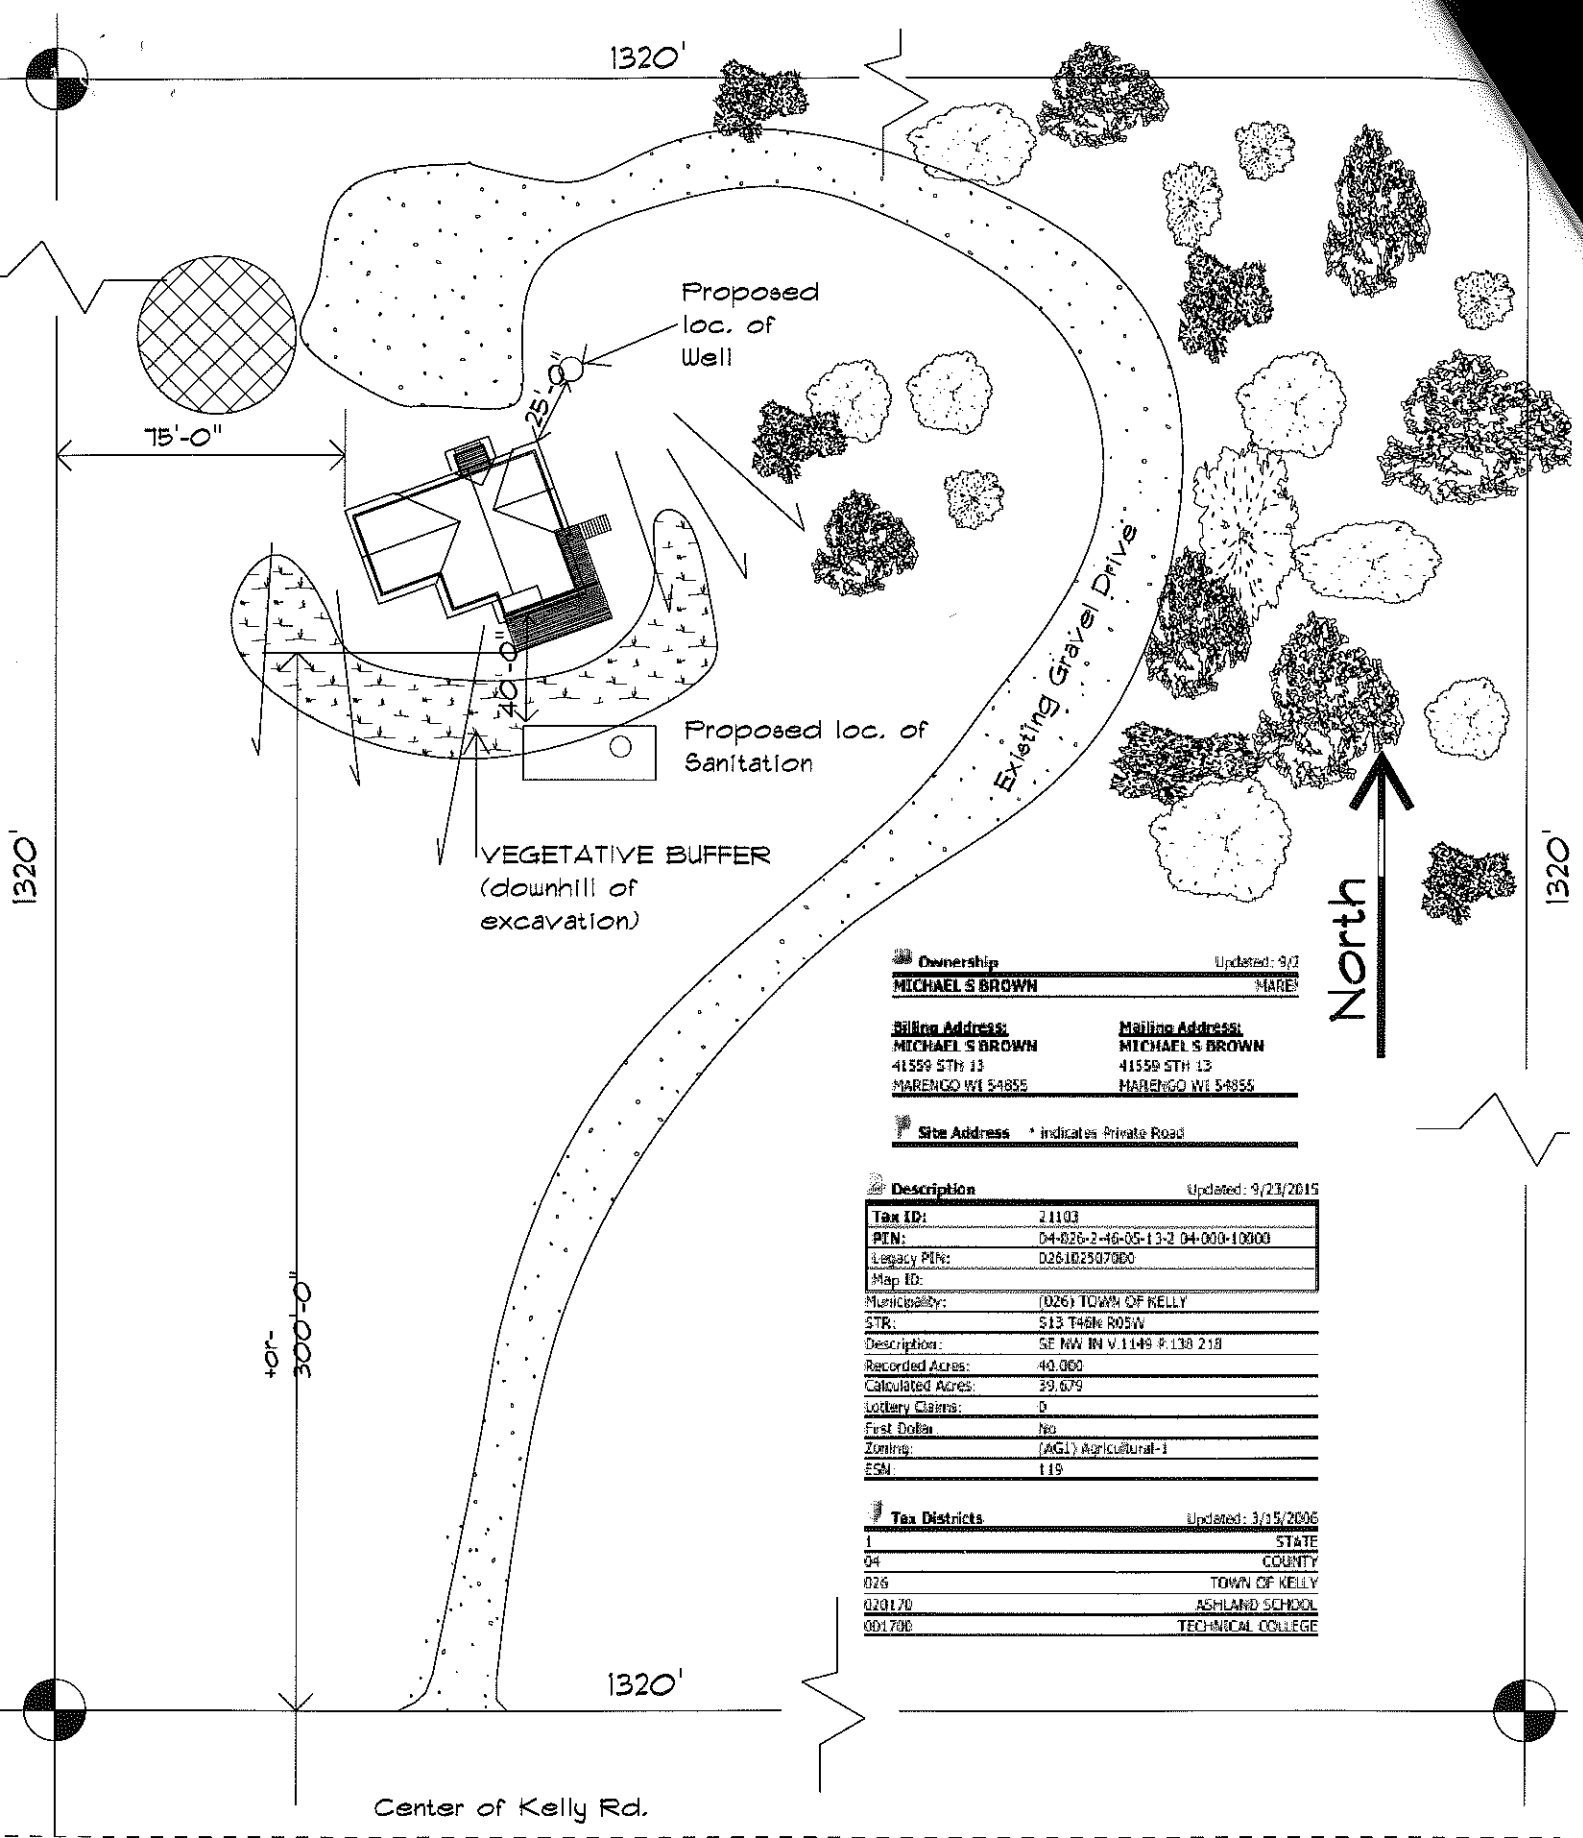 1320'
Proposed
loc. of
Well
25'-0"
75'-0"
40'-0"
Proposed loc. of
Sanitation
Existing Gravel Drive
VEGETATIVE BUFFER
(downhill of
excavation)
1320'
1320'
North
Ownership Updated: 9/2
MICHAEL S BROWN MAREN
Billing Address: Mailing Address:
MICHAEL S BROWN MICHAEL S BROWN
41559 STH 13 41559 STH 13
MARENGO WI 54855 MARENGO WI 54855
Site Address * indicates Private Road
Description Updated: 9/23/2015
Tax ID: 21103
PIN: 04-026-2-46-05-13-2 04-000-10000
Legacy PIN: 026102507000
Map ID:
Municipality: (026) TOWN OF KELLY
STR: S13 T46N R05W
Description: SE NW IN V.1149 P.138 218
Recorded Acres: 40.000
Calculated Acres: 39.679
Lottery Claims: 0
First Dollar: No
Zoning: (AG1) Agricultural-1
ESN: 119
Tax Districts Updated: 3/15/2006
1 STATE
04 COUNTY
026 TOWN OF KELLY
020170 ASHLAND SCHOOL
001700 TECHNICAL COLLEGE
+or-
300'-0"
1320'
Center of Kelly Rd.